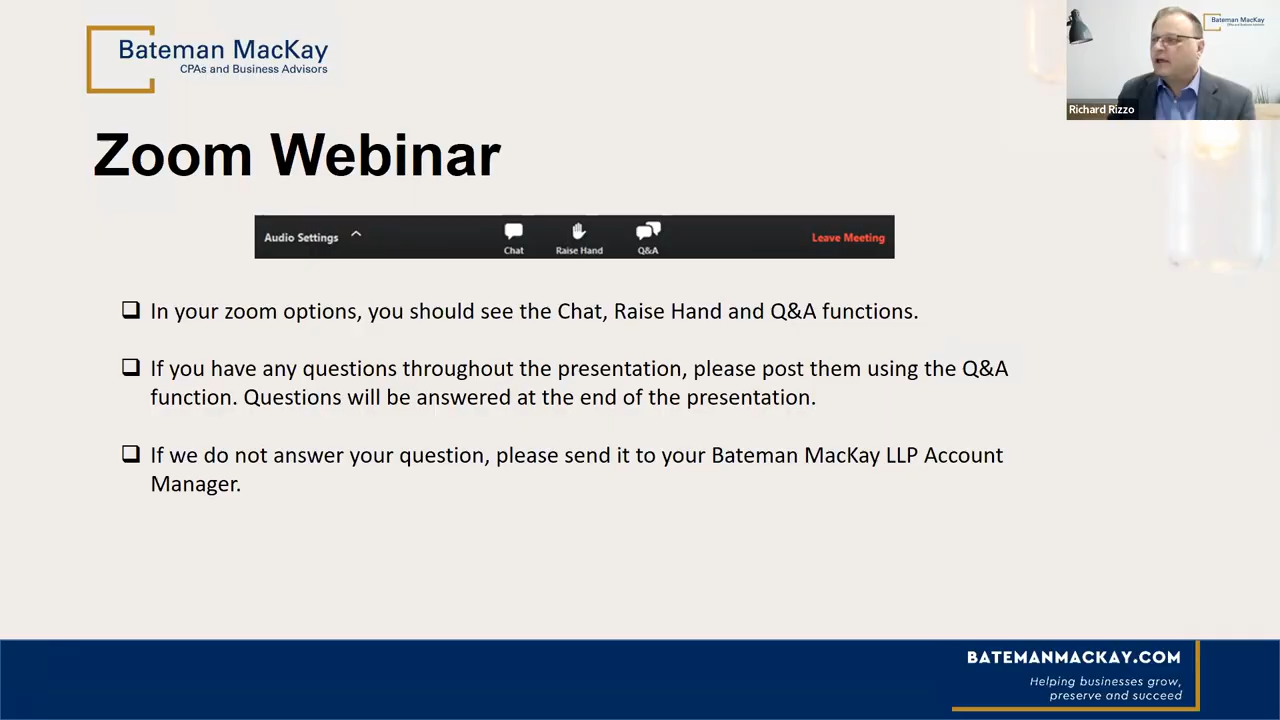 Bateman MacKay
CPAs and Business Advisors
Bateman MacKay
Richard Rizzo
Zoom Webinar
Audio Settings
Chat
Raise Hand
Q&A
Leave Meeting
In your zoom options, you should see the Chat, Raise Hand and Q&A functions.
If you have any questions throughout the presentation, please post them using the Q&A
function. Questions will be answered at the end of the presentation.
If we do not answer your question, please send it to your Bateman MacKay LLP Account
Manager.
BATEMANMACKAY.COM
Helping businesses grow,
preserve and succeed